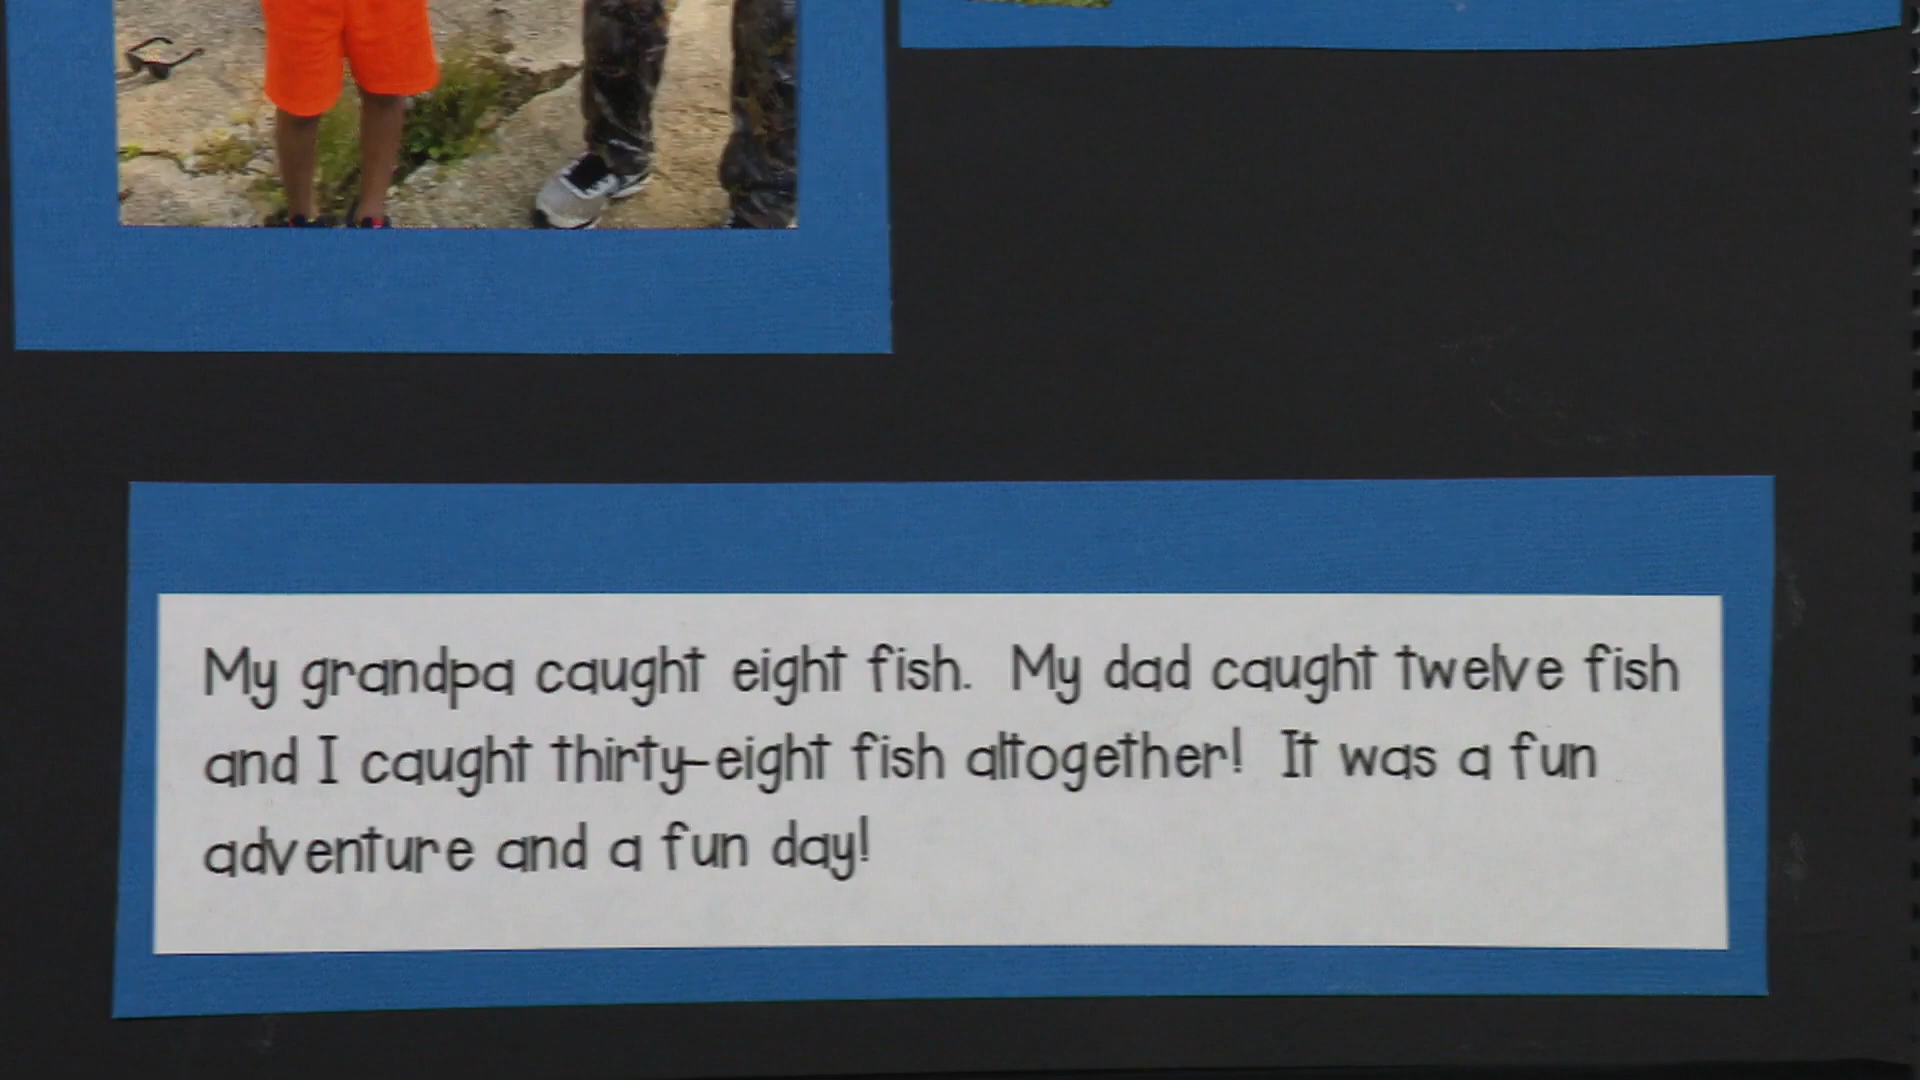 My grandpa caught eight fish. My dad caught twelve fish
and I caught thirty-eight fish altogether! It was a fun
adventure and a fun day!